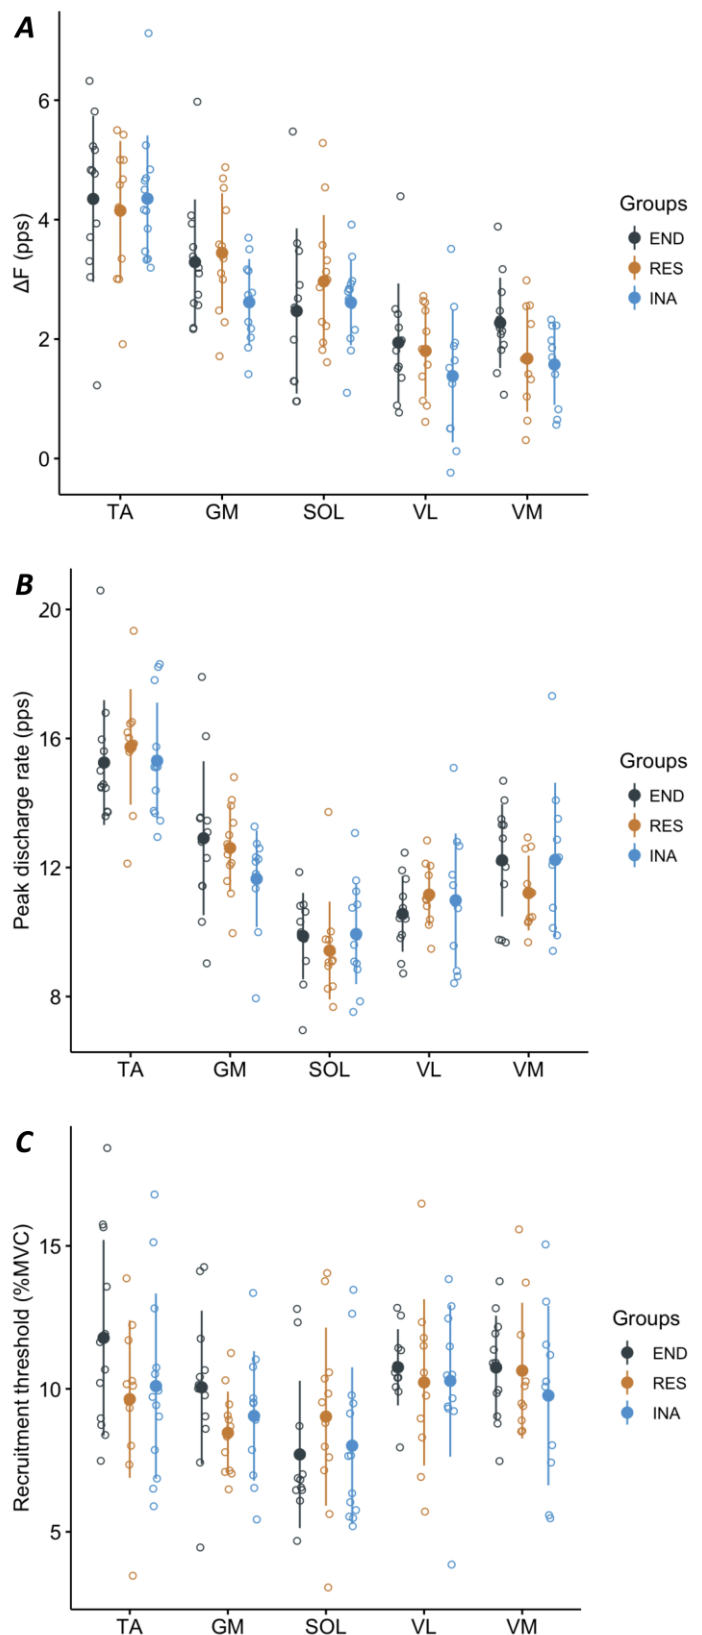 A
ΔF (pps)
6
4
2
0
TA GM SOL VL VM
Groups
END
RES
INA
B
Peak discharge rate (pps)
20
16
12
8
TA GM SOL VL VM
Groups
END
RES
INA
C
Recruitment threshold (%MVC)
15
10
5
TA GM SOL VL VM
Groups
END
RES
INA